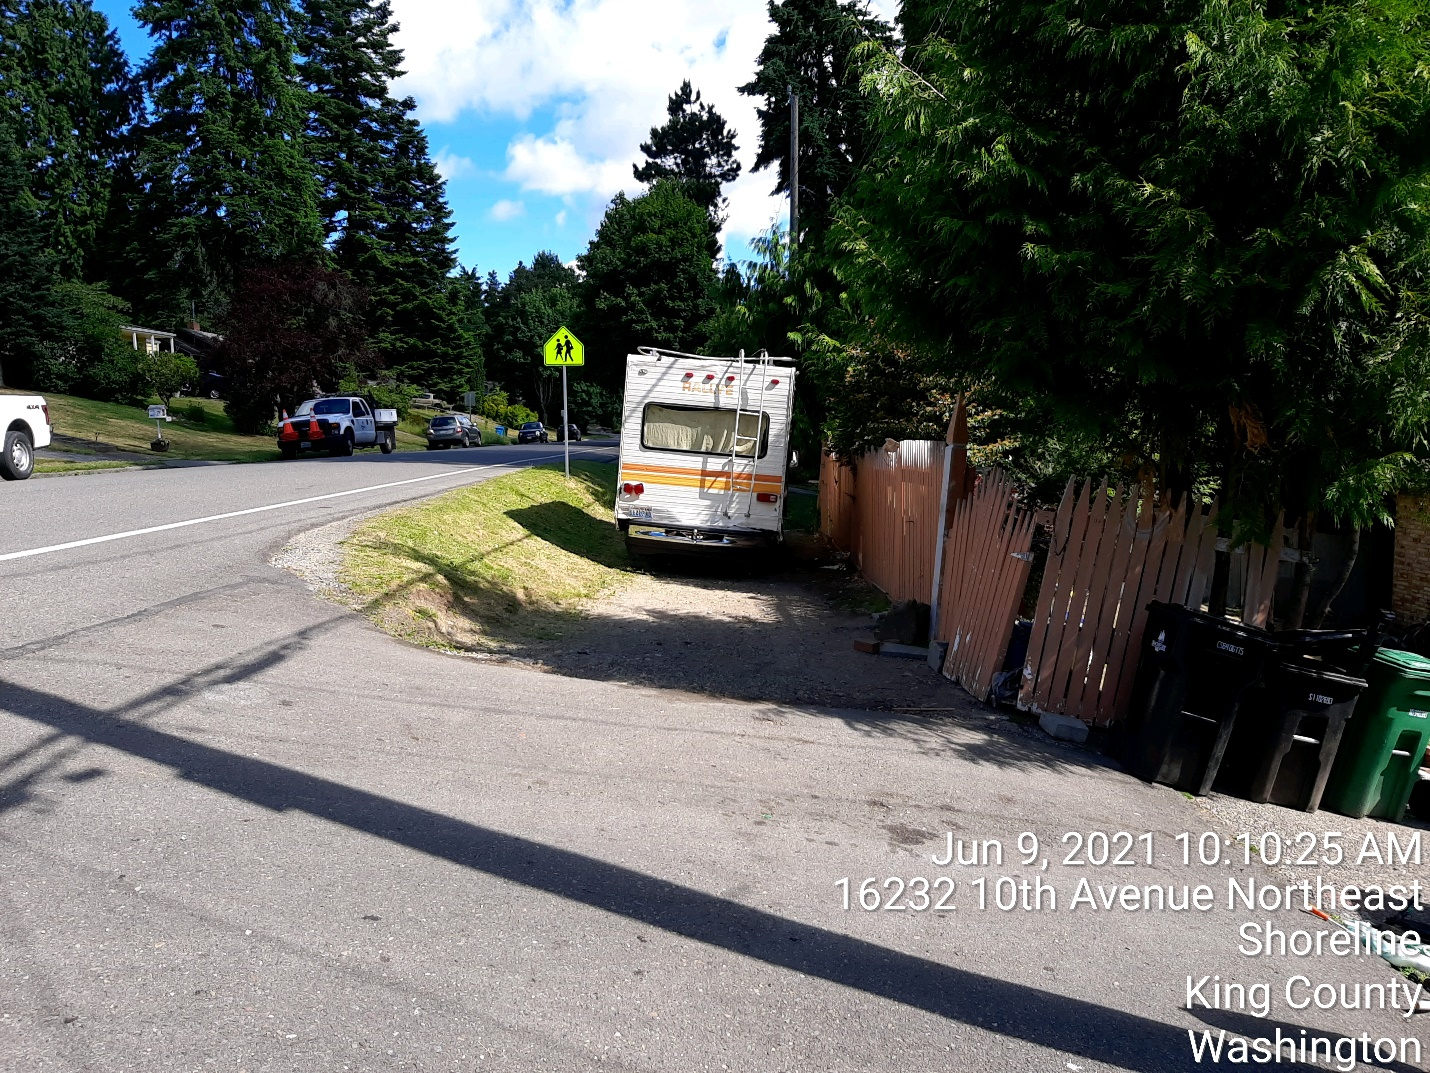 Jun 9, 2021 10:10:25 AM
16232 10th Avenue Northeast
Shoreline
King County
Washington